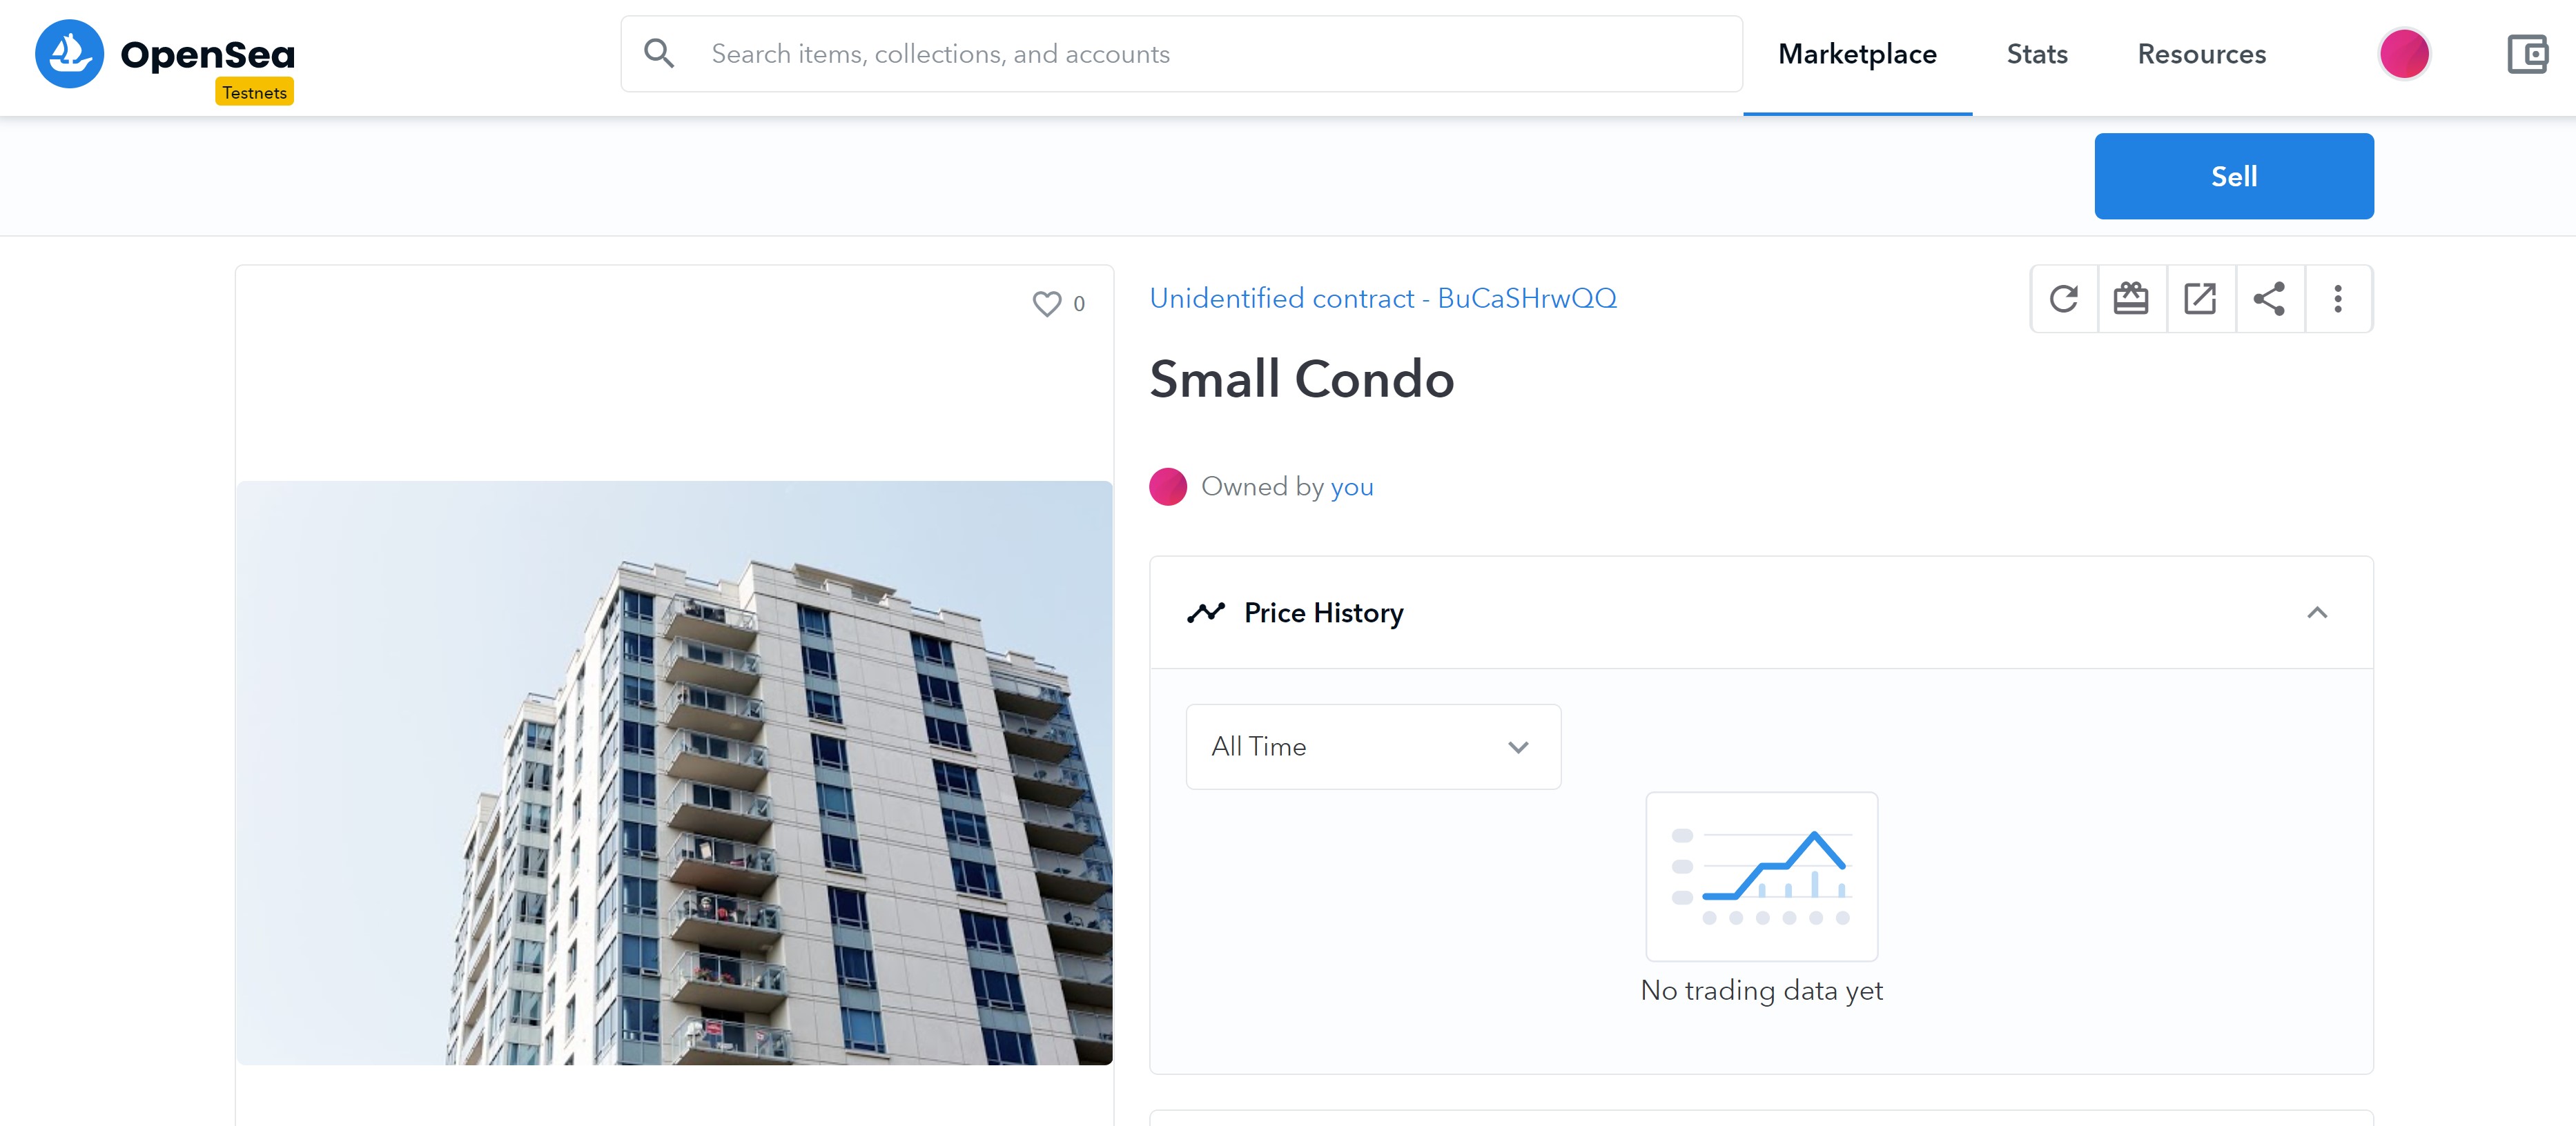 OpenSea
Testnets
Search items, collections, and accounts
Marketplace
Stats
Resources
Sell
0
Unidentified contract - BuCaSHrwQQ
Small Condo
Owned by you
Price History
All Time
No trading data yet